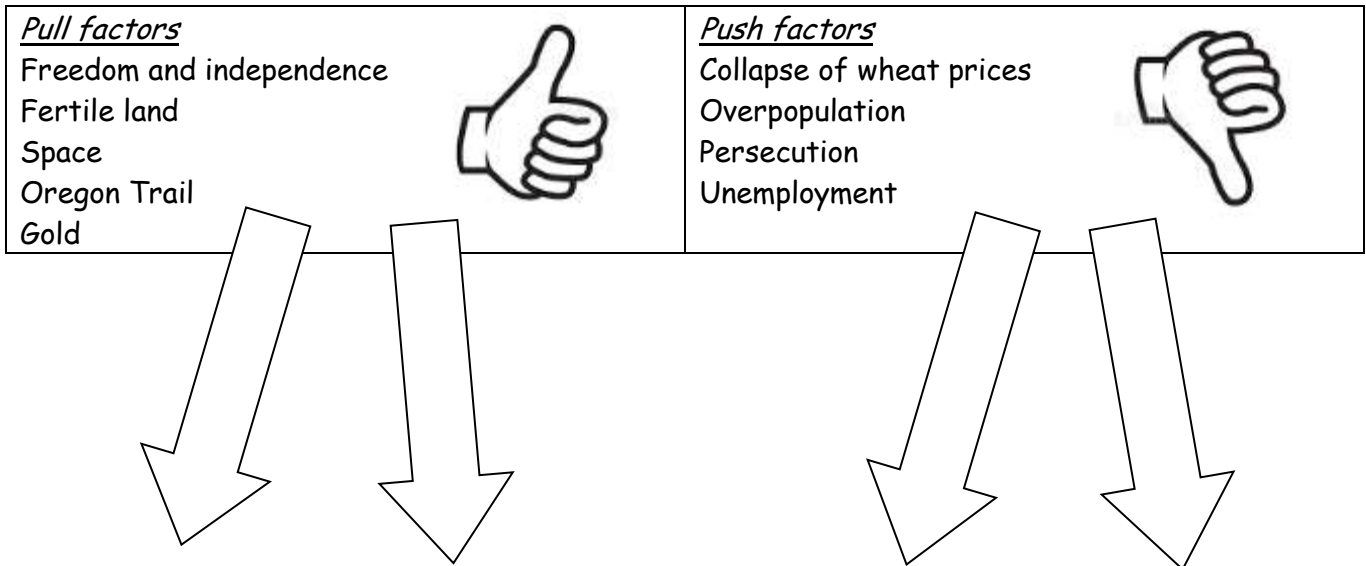 Pull factors
Freedom and independence
Fertile land
Space
Oregon Trail
Gold
Push factors
Collapse of wheat prices
Overpopulation
Persecution
Unemployment